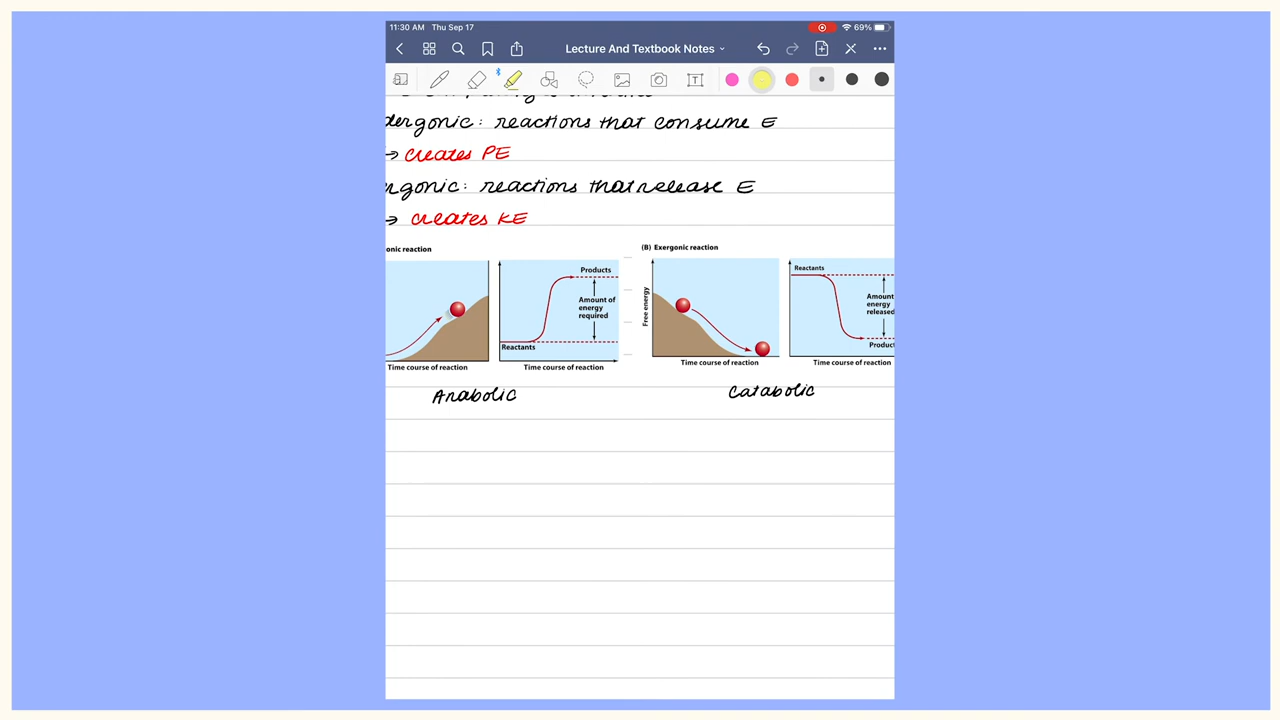 11:30 AM Thu Sep 17
69%
Lecture And Textbook Notes
dergonic: reactions that consume E
→ creates PE
rgonic: reactions that release E
→ creates KE
onic reaction
(B) Exergonic reaction
Products
Amount of
energy
required
Reactants
Time course of reaction
Time course of reaction
Free energy
Reactants
Amount
energy
released
Product
Time course of reaction
Time course of reaction
Anabolic
Catabolic